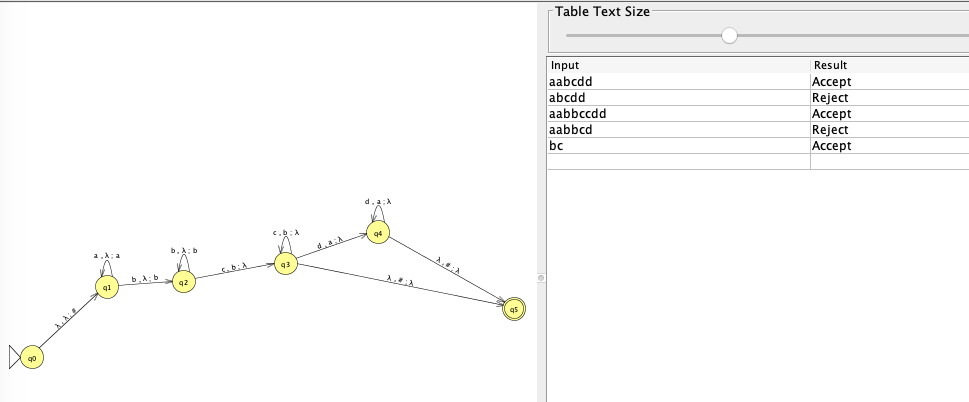 Table Text Size
Input Result
aabcdd Accept
abcdd Reject
aabbccdd Accept
aabbcd Reject
bc Accept
d , a ; λ
q4
c , b ; λ
d , a ; λ
q3
b , λ ; b
c , b ; λ
q2
a , λ ; a
b , λ ; b
q1
λ , # ; λ
λ , # ; λ
q5
λ , λ ; #
q0